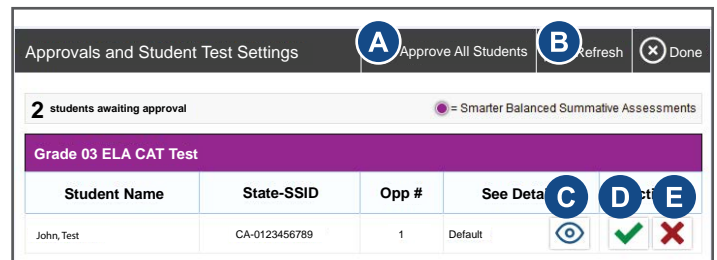 Approvals and Student Test Settings A Approve All Students B Refresh Done
2 students awaiting approval = Smarter Balanced Summative Assessments
Grade 03 ELA CAT Test
Student Name State-SSID Opp # See C D E
John, Test CA-0123456789 1 Default